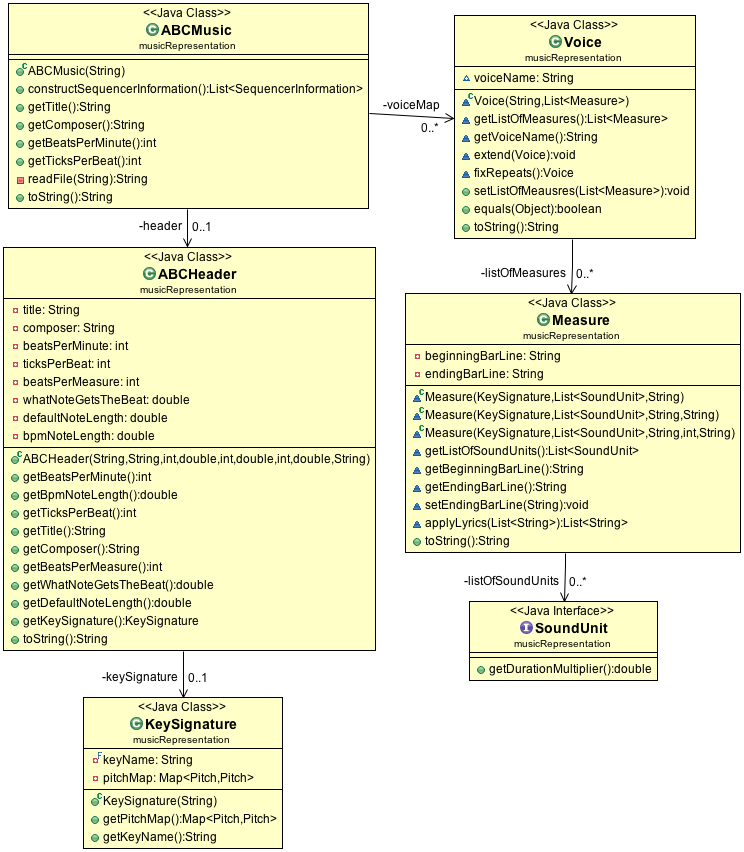 <<Java Class>>
ABCMusic
musicRepresentation
ABCMusic(String)
constructSequencerInformation():List<SequencerInformation>
getTitle():String
getComposer():String
getBeatsPerMinute():int
getTicksPerBeat():int
readFile(String):String
toString():String
-voiceMap
0..*
<<Java Class>>
Voice
musicRepresentation
voiceName: String
Voice(String,List<Measure>)
getListOfMeasures():List<Measure>
getVoiceName():String
extend(Voice):void
fixRepeats():Voice
setListOfMeausres(List<Measure>):void
equals(Object):boolean
toString():String
-header
0..1
<<Java Class>>
ABCHeader
musicRepresentation
title: String
composer: String
beatsPerMinute: int
ticksPerBeat: int
beatsPerMeasure: int
whatNoteGetsTheBeat: double
defaultNoteLength: double
bpmNoteLength: double
ABCHeader(String,String,int,double,int,double,int,double,String)
getBeatsPerMinute():int
getBpmNoteLength():double
getTicksPerBeat():int
getTitle():String
getComposer():String
getBeatsPerMeasure():int
getWhatNoteGetsTheBeat():double
getDefaultNoteLength():double
getKeySignature():KeySignature
toString():String
-listOfMeasures
0..*
<<Java Class>>
Measure
musicRepresentation
beginningBarLine: String
endingBarLine: String
Measure(KeySignature,List<SoundUnit>,String)
Measure(KeySignature,List<SoundUnit>,String,String)
Measure(KeySignature,List<SoundUnit>,String,int,String)
getListOfSoundUnits():List<SoundUnit>
getBeginningBarLine():String
getEndingBarLine():String
setEndingBarLine(String):void
applyLyrics(List<String>):List<String>
toString():String
-listOfSoundUnits
0..*
<<Java Interface>>
SoundUnit
musicRepresentation
getDurationMultiplier():double
-keySignature
0..1
<<Java Class>>
KeySignature
musicRepresentation
keyName: String
pitchMap: Map<Pitch,Pitch>
KeySignature(String)
getPitchMap():Map<Pitch,Pitch>
getKeyName():String